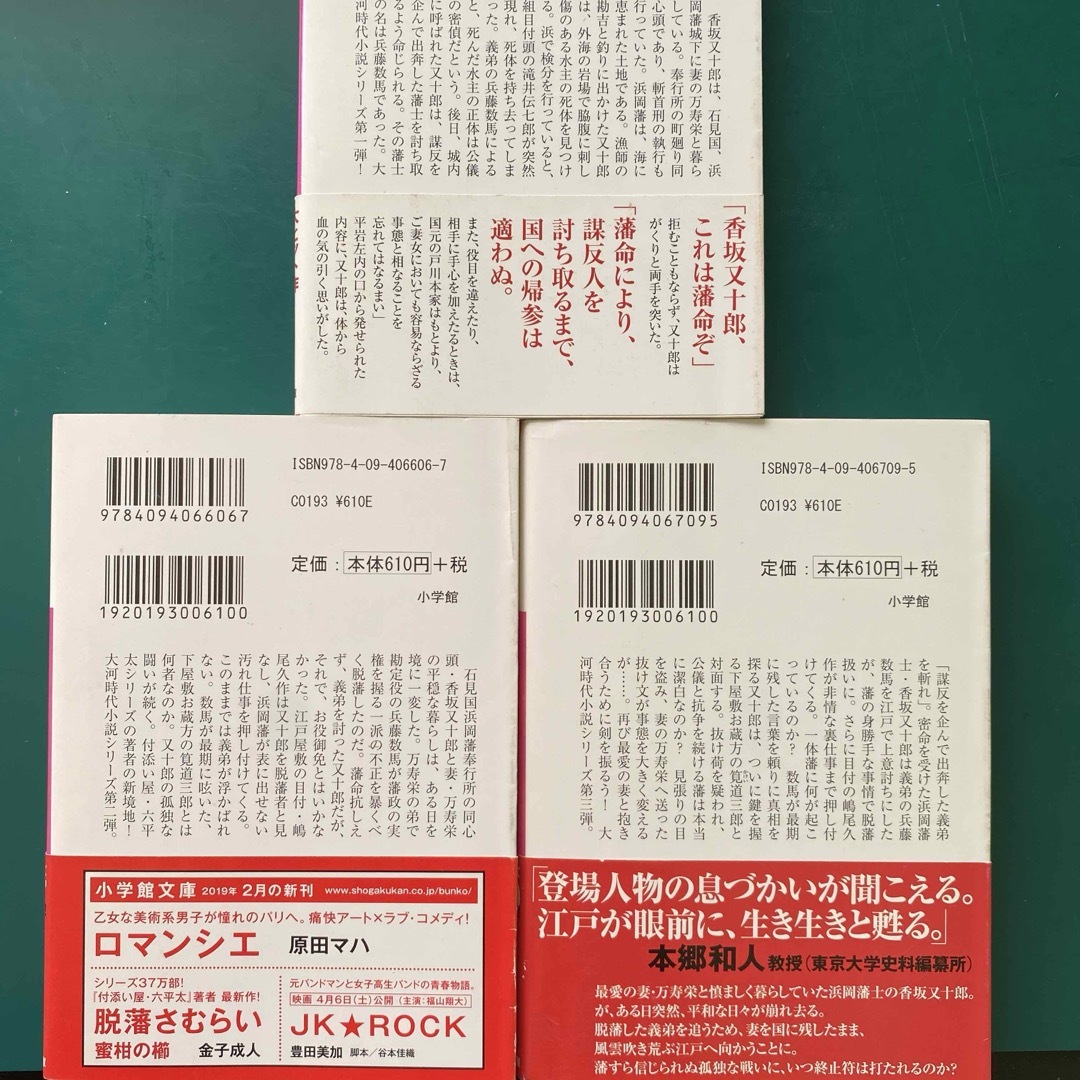 香坂又十郎は、石見国、浜
岡藩城下に妻の万寿栄と暮ら
している。奉行所の町廻り同
心頭であり、斬首刑の執行も
行っていた。浜岡藩は、海に
恵まれた土地である。漁師の
勘吉と釣りに出かけた又十郎
は、外海の岩場で脇腹に刺し
傷のある水主の死体を見つけ
る。浜で検分を行っていると、
組目付頭の滝井伝七郎が突然
現れ、死体を持ち去ってしま
った。義弟の兵藤数馬による
と、死んだ水主の正体は公儀
の密偵だという。後日、城内
に呼ばれた又十郎は、謀反を
企んで出奔した藩士を討ち取
るよう命じられる。その藩士
の名は兵藤数馬であった。大
河時代小説シリーズ第一弾!
「香坂又十郎、
これは藩命ぞ」
拒むこともならず、又十郎は
がくりと両手を突いた。
「藩命により、
謀反人を
討ち取るまで、
国への帰参は
適わぬ。
また、役目を違えたり、
相手に手心を加えたるときは、
国元の戸川本家はもとより、
ご妻女においても容易ならざる
事態と相なることを
忘れてはなるまい」
平岩左内の口から発せられた
内容に、又十郎は、体から
血の気の引く思いがした。
ISBN978-4-09-406606-7
9784094066067
C0193 ¥610E
定価:本体610円+税
1920193006100
小学館
石見国浜岡藩奉行所の同心
頭・香坂又十郎と妻・万寿栄
の平穏な暮らしは、ある日を
境に一変した。万寿栄の弟で
勘定役の兵藤数馬が藩政の実
権を握る一派の不正を暴くべ
く脱藩したのだ。藩命抗しえ
ず、義弟を討った又十郎だが、
それで、お役御免とはいかな
かった。江戸屋敷の目付・嶋
尾久作は又十郎を脱藩者と見
なし、浜岡藩が表に出せない
汚れ仕事を押し付けてくる。
このままでは義弟が浮かばれ
ない。数馬が最期に呟いた、
下屋敷お蔵方の筧道三郎とは
何者なのか。又十郎の孤独な
闘いが続く。付添い屋・六平
太シリーズの著者の新境地!
大河時代小説シリーズ第二弾。
小学館文庫 2019年 2月の新刊 www.shogakukan.co.jp/bunko/
乙女な美術系男子が憧れのパリへ。痛快アート×ラブ・コメディ!
ロマンシエ 原田マハ
シリーズ37万部!
『付添い屋・六平太』著者 最新作!
脱藩さむらい
蜜柑の櫛 金子成人
元バンドマンと女子高生バンドの青春物語。
映画 4月6日(土)公開(主演:福山翔大)
JK★ROCK
豊田美加 脚本/谷本佳織
ISBN978-4-09-406709-5
9784094067095
C0193 ¥610E
定価:本体610円+税
1920193006100
小学館
「謀反を企んで出奔した義弟
を斬れ」。密命を受けた浜岡藩
士・香坂又十郎は義弟の兵藤
数馬を江戸で上意討ちにした
が、藩の身勝手な事情で脱藩
扱いに。さらに目付の嶋尾久
作が非情な裏仕事まで押し付
けてくる。一体藩に何が起こ
っているのか? 数馬が最期
に残した言葉を頼りに真相を
探る又十郎は、ついに鍵を握
る下屋敷お蔵方の筧道三郎と
対面する。抜け荷を疑われ、
公儀と抗争を続ける藩は本当
に潔白なのか? 見張りの目
を盗み、妻の万寿栄へ送った
抜け文が事態を大きく変える
が……。再び最愛の妻と抱き
合うために剣を振るう! 大
河時代小説シリーズ第三弾。
「登場人物の息づかいが聞こえる。
江戸が眼前に、生き生きと甦る。」
本郷和人教授(東京大学史料編纂所)
最愛の妻・万寿栄と慎ましく暮らしていた浜岡藩士の香坂又十郎。
が、ある日突然、平和な日々が崩れ去る。
脱藩した義弟を追うため、妻を国に残したまま、
風雲吹き荒ぶ江戸へ向かうことに。
藩すら信じられぬ孤独な戦いに、いつ終止符は打たれるのか?